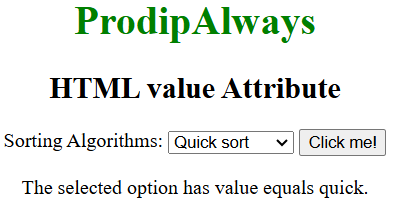 ProdipAlways
HTML value Attribute
Sorting Algorithms: Quick sort Click me!
The selected option has value equals quick.